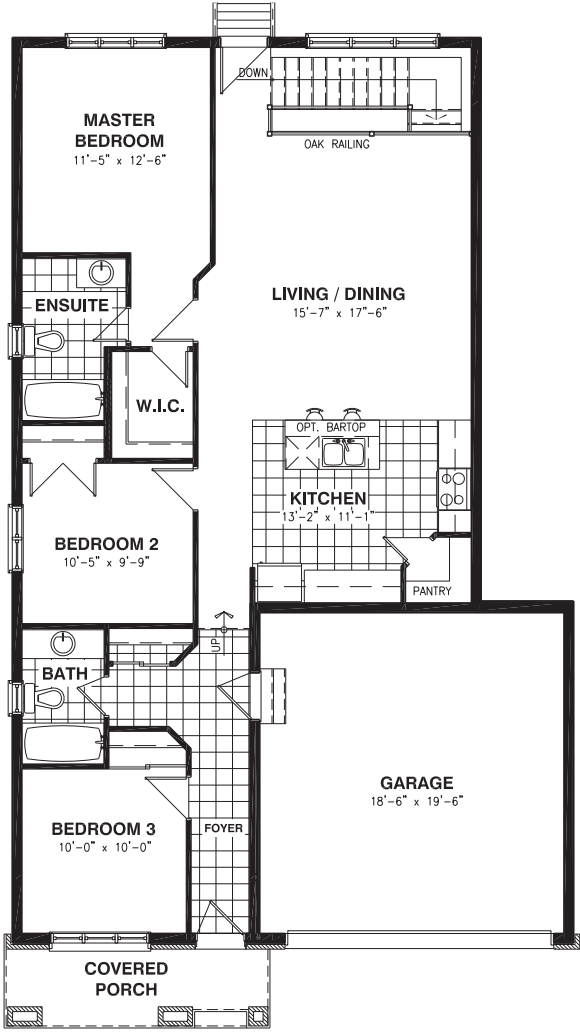 DOWN
MASTER
BEDROOM
11'-5" x 12'-6"
OAK RAILING
ENSUITE
LIVING / DINING
15'-7" x 17'-6"
W.I.C.
OPT. BARTOP
KITCHEN
13'-2" x 11'-1"
BEDROOM 2
10'-5" x 9'-9"
PANTRY
UP
BATH
GARAGE
18'-6" x 19'-6"
BEDROOM 3
10'-0" x 10'-0"
FOYER
COVERED
PORCH